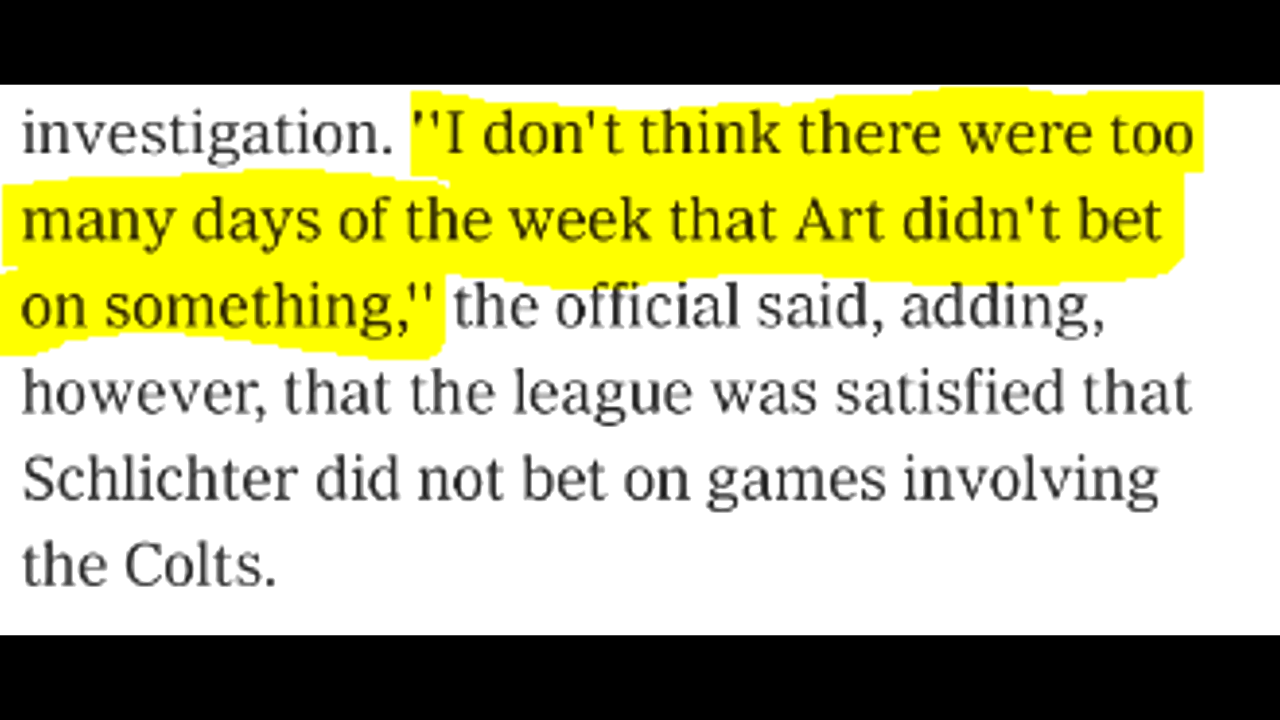 investigation. ''I don't think there were too
many days of the week that Art didn't bet
on something,'' the official said, adding,
however, that the league was satisfied that
Schlichter did not bet on games involving
the Colts.